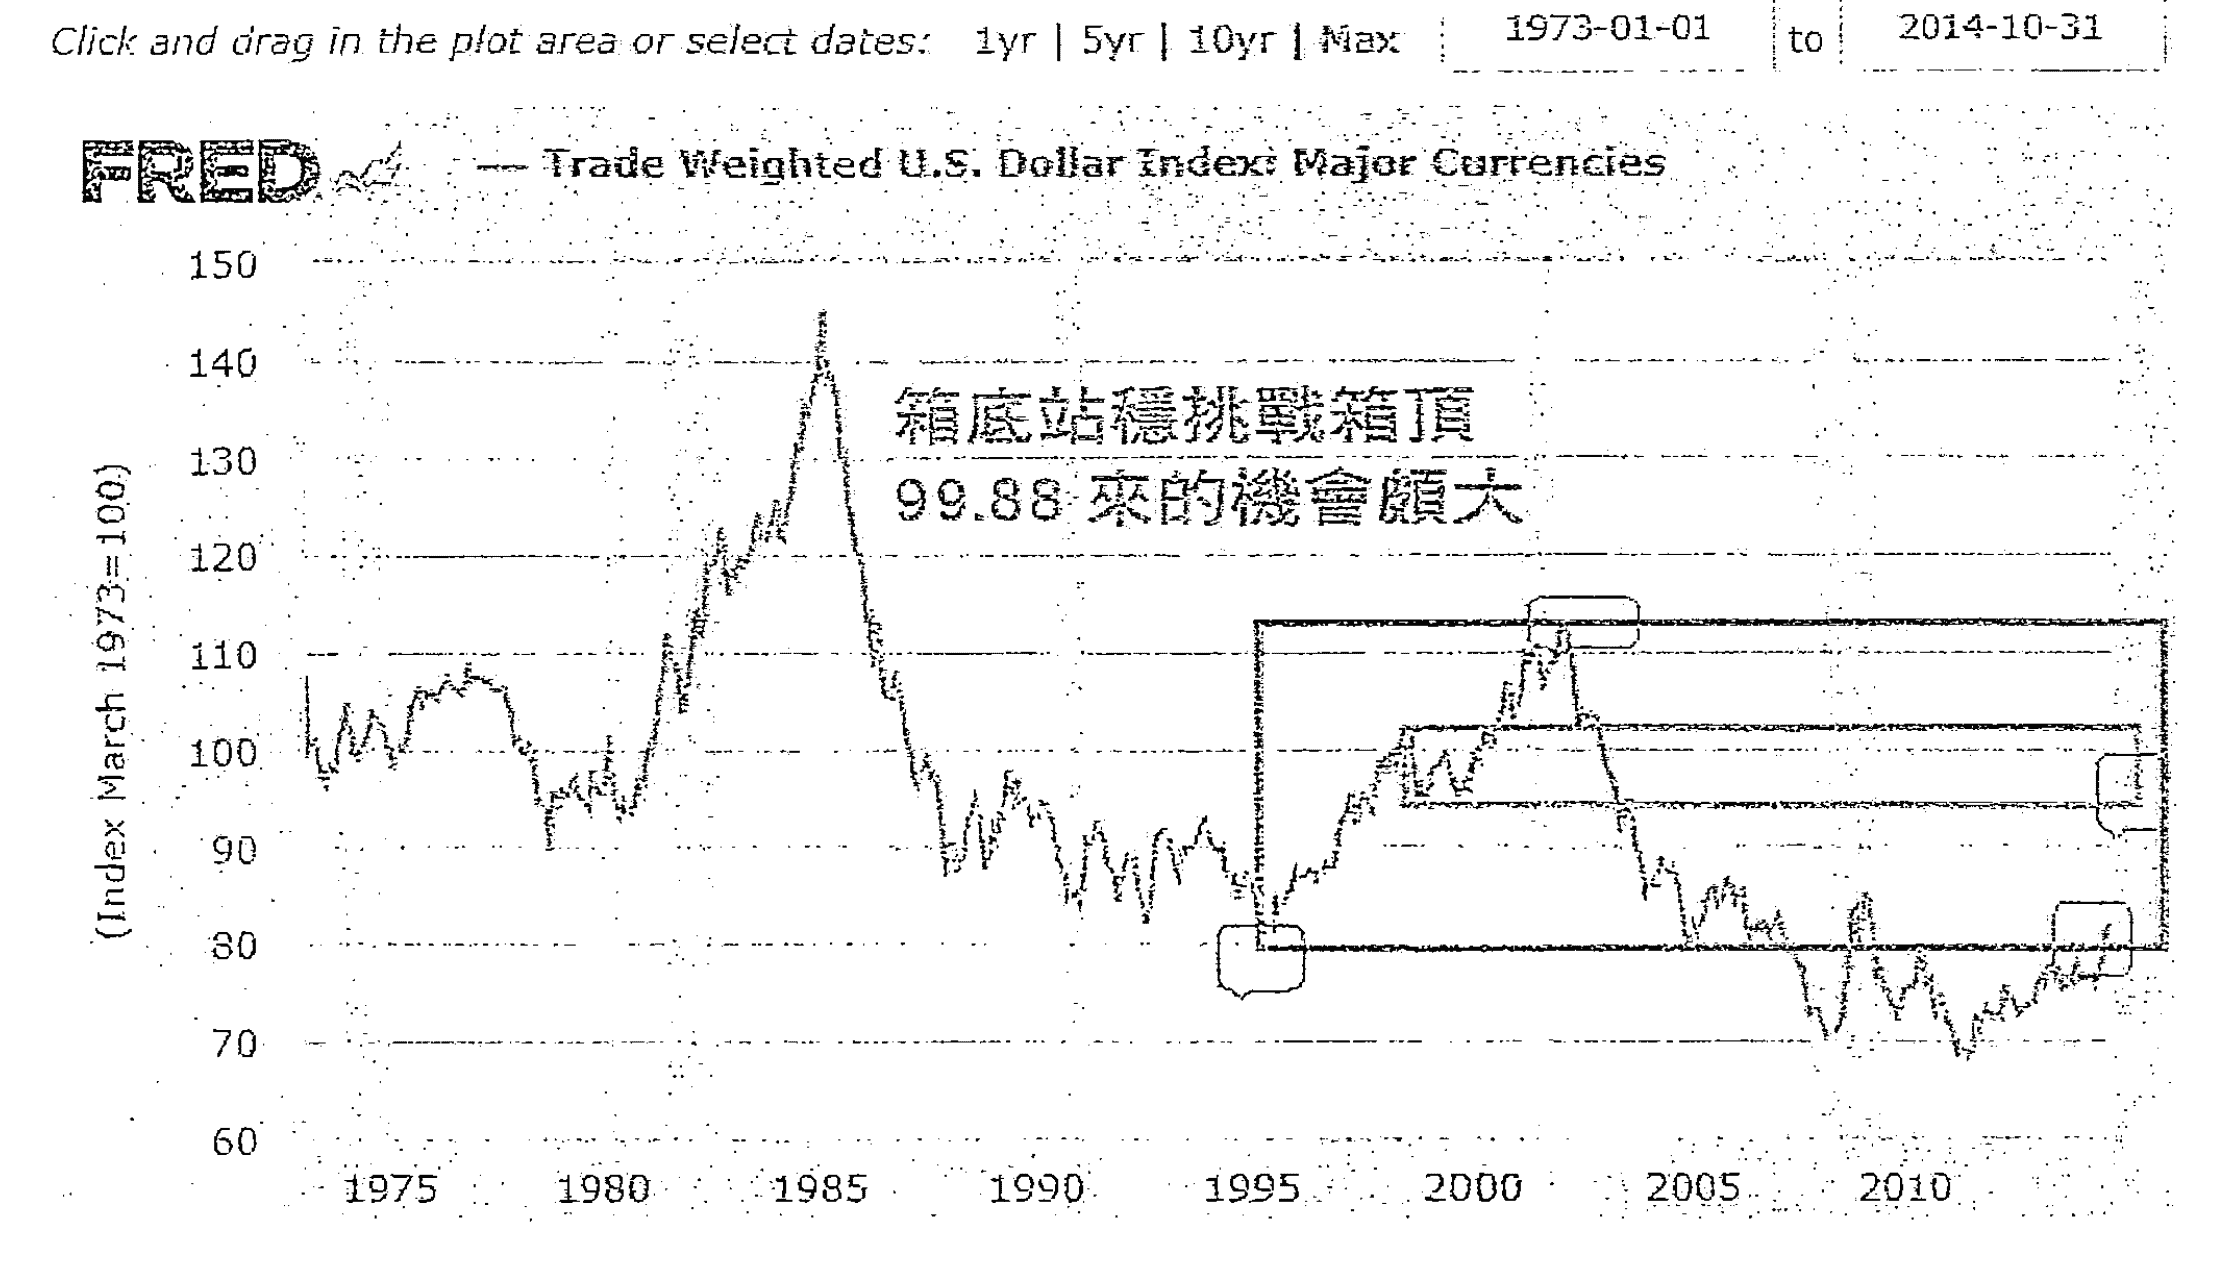 Click and drag in the plot area or select dates: 1yr | 5yr | 10yr | Max 1973-01-01 to 2014-10-31
FRED — Trade Weighted U.S. Dollar Index: Major Currencies
(Index March 1973=100)
150
140
箱底站穩挑戰箱頂
130
99.88 來的機會頗大
120
110
100
90
80
70
60
1975 1980 1985 1990 1995 2000 2005 2010